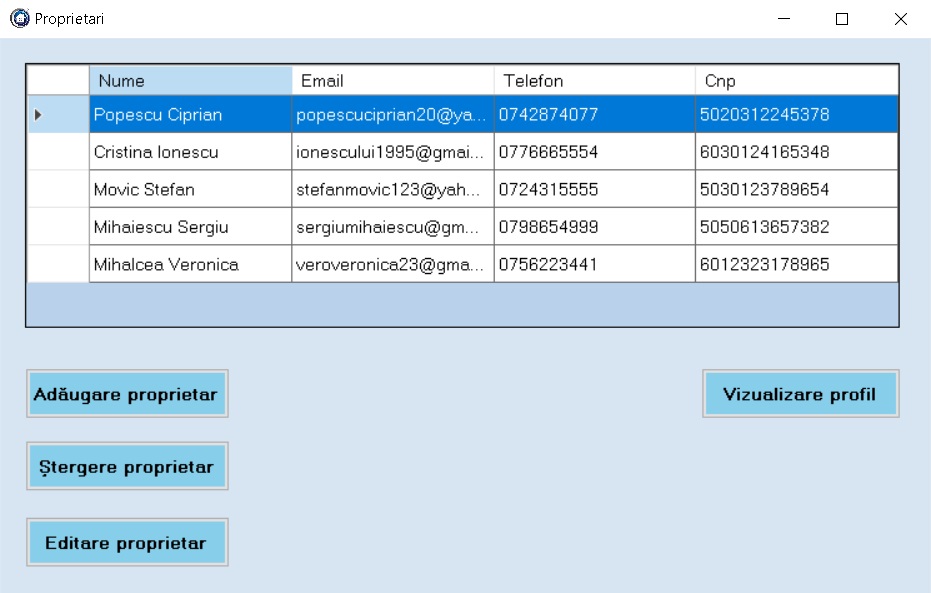 Proprietari
Nume Email Telefon Cnp
Popescu Ciprian popescuciprian20@ya... 0742874077 5020312245378
Cristina Ionescu ionescului1995@gmai... 0776665554 6030124165348
Movic Stefan stefanmovic123@yah... 0724315555 5030123789654
Mihaiescu Sergiu sergiumihaiescu@gm... 0798654999 5050613657382
Mihalcea Veronica veroveronica23@gma... 0756223441 6012323178965
Adăugare proprietar Vizualizare profil
Ștergere proprietar
Editare proprietar